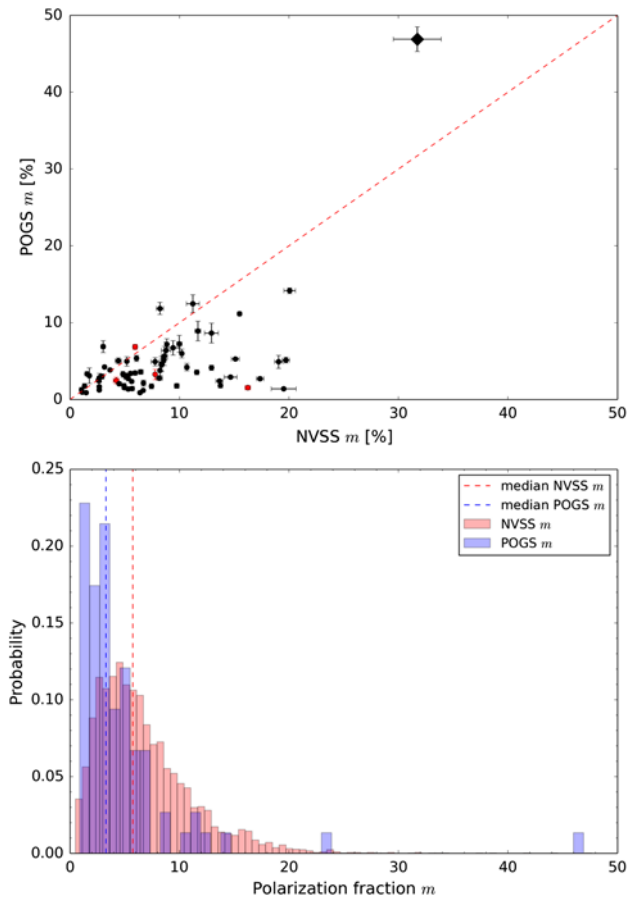 50
40
30
20
10
0
POGS m [%]
0 10 20 30 40 50
NVSS m [%]
0.25
0.20
0.15
0.10
0.05
0.00
Probability
median NVSS m
median POGS m
NVSS m
POGS m
0 10 20 30 40 50
Polarization fraction m